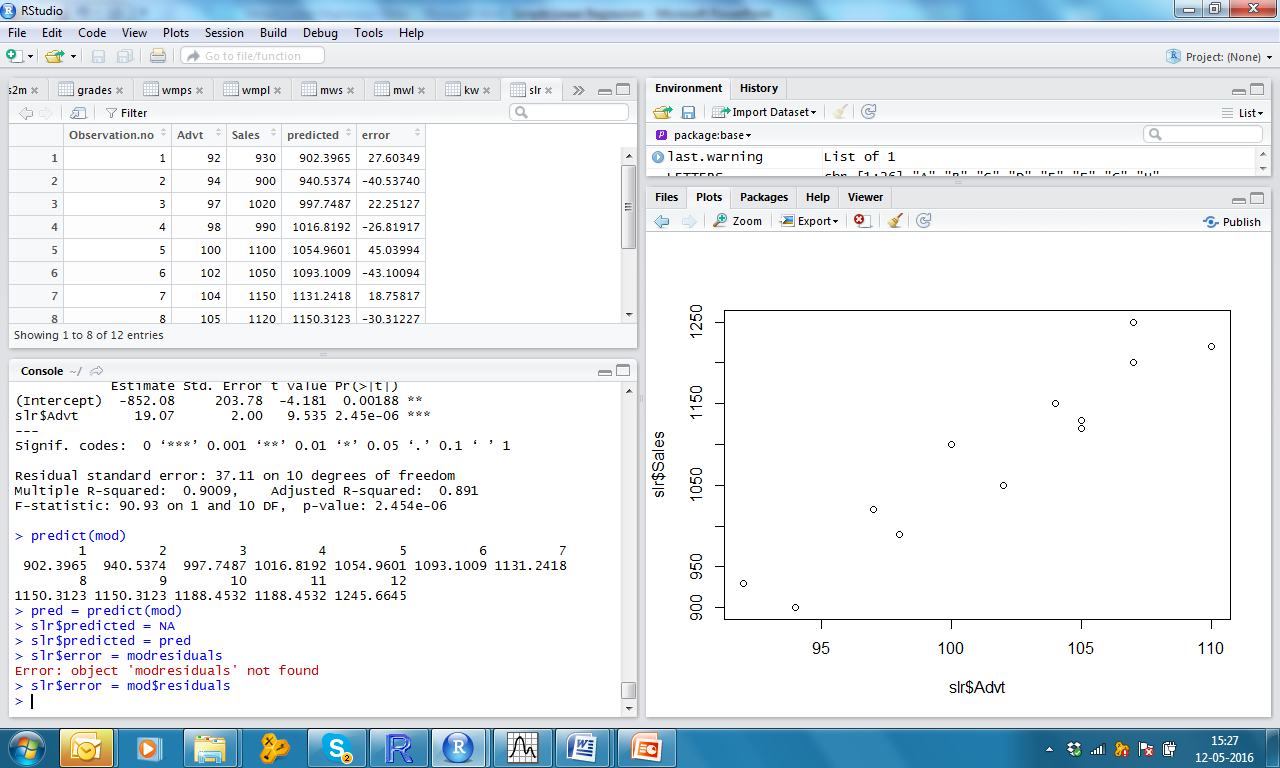 RStudio
File Edit Code View Plots Session Build Debug Tools Help
Go to file/function
Project: (None)
s2m grades wmps wmpl mws mwl kw slr
Filter
Observation.no Advt Sales predicted error
1 1 92 930 902.3965 27.60349
2 2 94 900 940.5374 -40.53740
3 3 97 1020 997.7487 22.25127
4 4 98 990 1016.8192 -26.81917
5 5 100 1100 1054.9601 45.03994
6 6 102 1050 1093.1009 -43.10094
7 7 104 1150 1131.2418 18.75817
8 8 105 1120 1150.3123 -30.31227
Showing 1 to 8 of 12 entries
Console ~/
Estimate Std. Error t value Pr(>|t|)
(Intercept) -852.08 203.78 -4.181 0.00188 **
slr$Advt 19.07 2.00 9.535 2.45e-06 ***
---
Signif. codes: 0 ‘***’ 0.001 ‘**’ 0.01 ‘*’ 0.05 ‘.’ 0.1 ‘ ’ 1
Residual standard error: 37.11 on 10 degrees of freedom
Multiple R-squared: 0.9009, Adjusted R-squared: 0.891
F-statistic: 90.93 on 1 and 10 DF, p-value: 2.454e-06
> predict(mod)
1 2 3 4 5 6 7
902.3965 940.5374 997.7487 1016.8192 1054.9601 1093.1009 1131.2418
8 9 10 11 12
1150.3123 1150.3123 1188.4532 1188.4532 1245.6645
> pred = predict(mod)
> slr$predicted = NA
> slr$predicted = pred
> slr$error = modresiduals
Error: object 'modresiduals' not found
> slr$error = mod$residuals
>
Environment History
Import Dataset List
package:base
last.warning List of 1
LETTERS chr [1:26] "A" "B" "C" "D" "E" "F" "G" "H"
Files Plots Packages Help Viewer
Zoom Export Publish
1250
1150
1050
950
900
slr$Sales
95 100 105 110
slr$Advt
15:27
12-05-2016